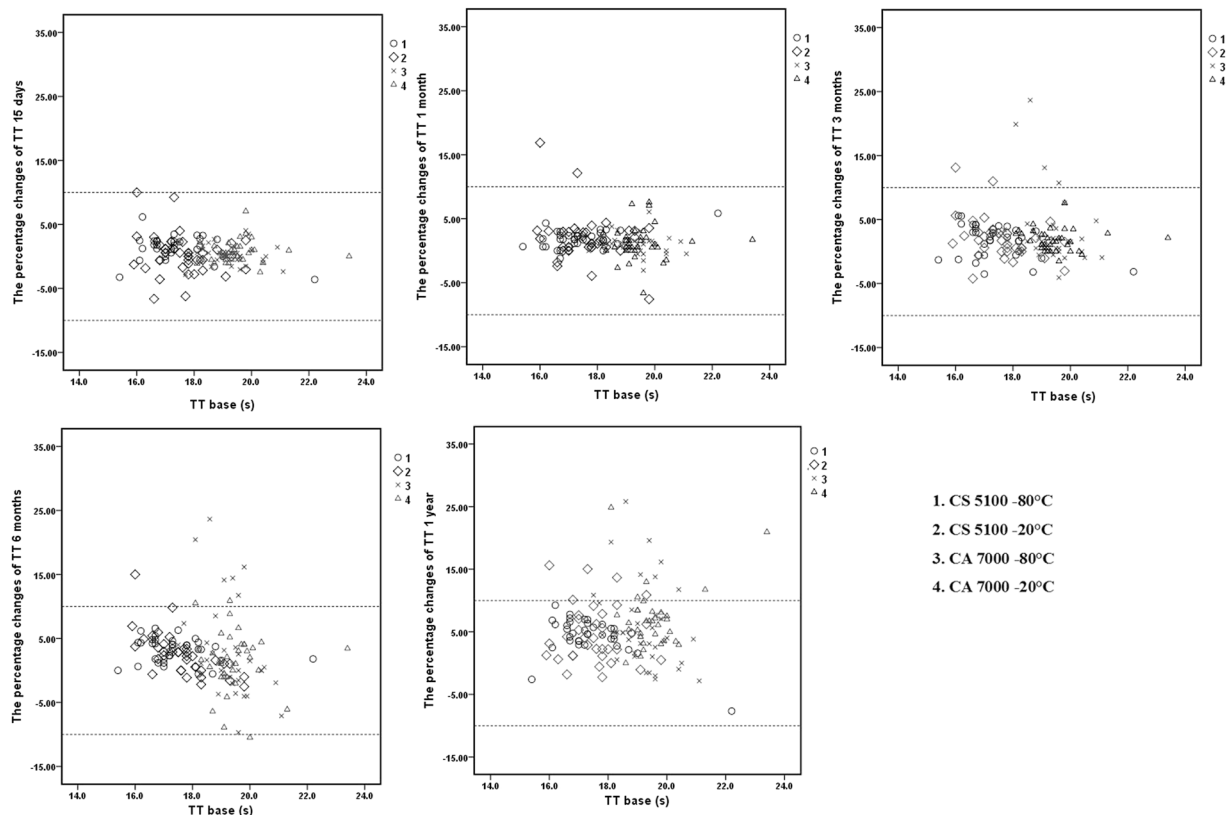 The percentage changes of TT 15 days
35.00
25.00
15.00
5.00
-5.00
-15.00
14.0 16.0 18.0 20.0 22.0 24.0
TT base (s)
1
2
3
4
The percentage changes of TT 1 month
35.00
25.00
15.00
5.00
-5.00
-15.00
14.0 16.0 18.0 20.0 22.0 24.0
TT base (s)
1
2
3
4
The percentage changes of TT 3 months
35.00
25.00
15.00
5.00
-5.00
-15.00
14.0 16.0 18.0 20.0 22.0 24.0
TT base (s)
1
2
3
4
The percentage changes of TT 6 months
35.00
25.00
15.00
5.00
-5.00
-15.00
14.0 16.0 18.0 20.0 22.0 24.0
TT base (s)
1
2
3
4
The percentage changes of TT 1 year
35.00
25.00
15.00
5.00
-5.00
-15.00
14.0 16.0 18.0 20.0 22.0 24.0
TT base (s)
1
2
3
4
1. CS 5100 -80°C
2. CS 5100 -20°C
3. CA 7000 -80°C
4. CA 7000 -20°C